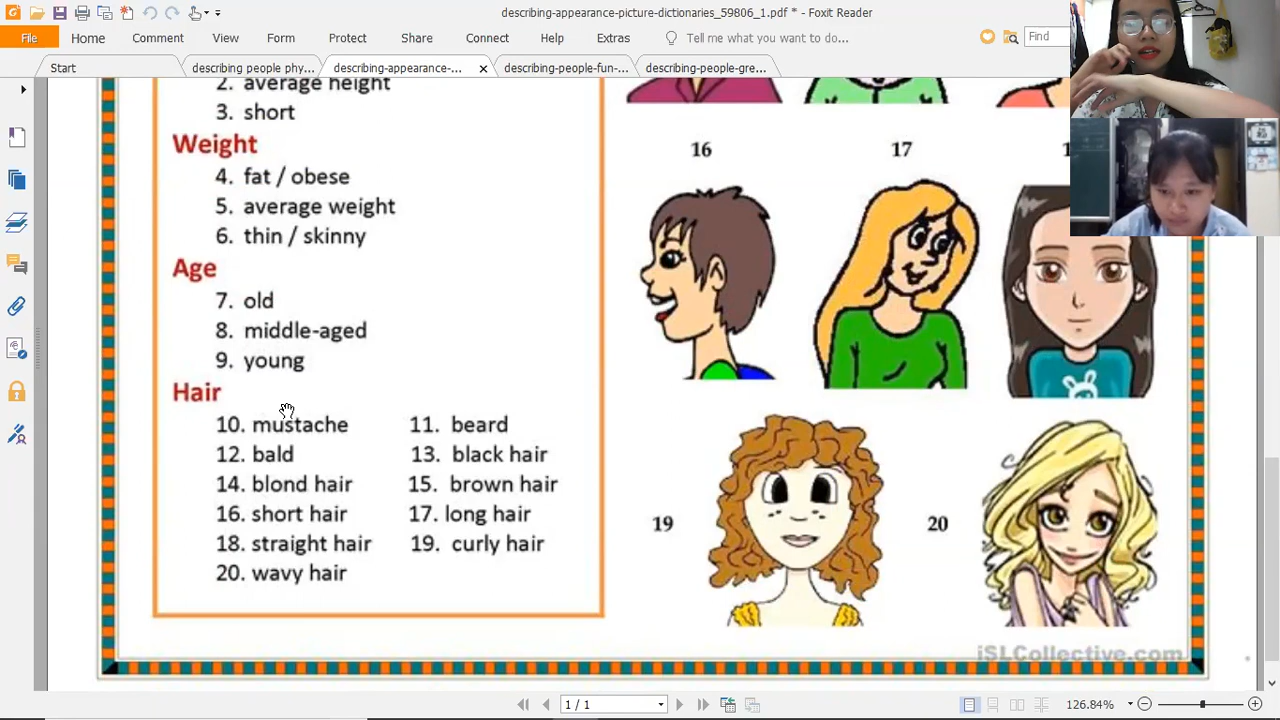 describing-appearance-picture-dictionaries_59606_1.pdf * - Foxit Reader
File Home Comment View Form Protect Share Connect Help Extras Tell me what you want to do... Find
Start describing people phy... describing-appearance-... describing-people-fun-... describing-people-gre...
2. average height
3. short
Weight
4. fat / obese
5. average weight
6. thin / skinny
Age
7. old
8. middle-aged
9. young
Hair
10. mustache 11. beard
12. bald 13. black hair
14. blond hair 15. brown hair
16. short hair 17. long hair
18. straight hair 19. curly hair
20. wavy hair
16 17
19 20
iSLCollective.com
1 / 1 126.84%